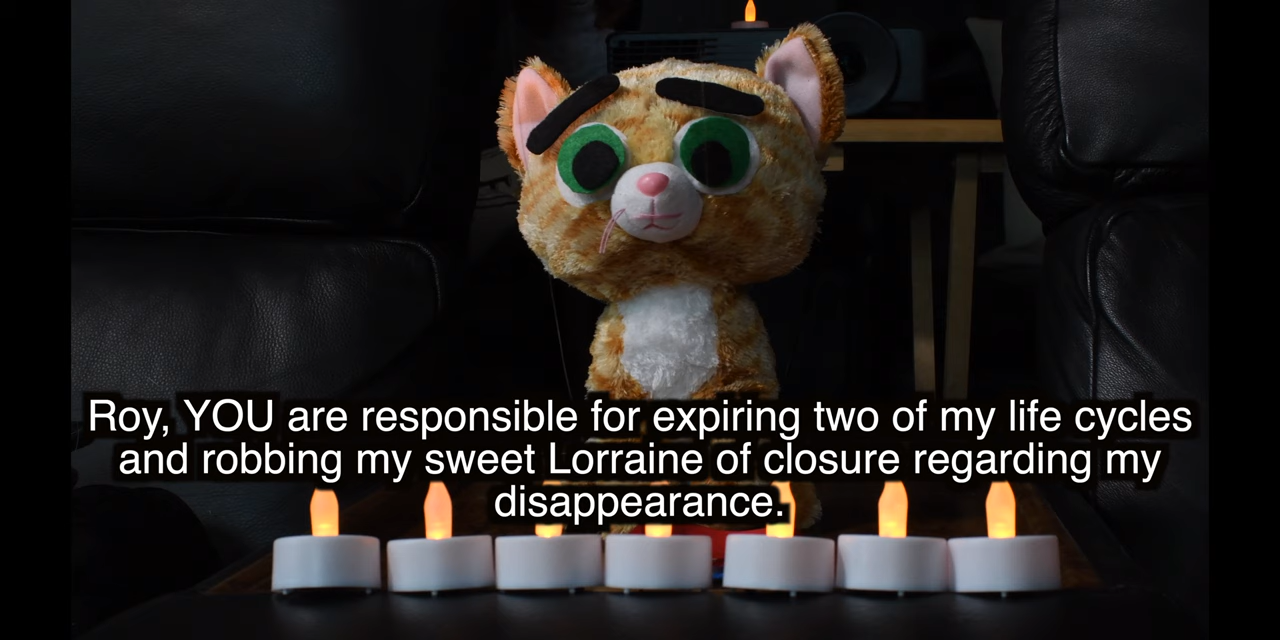 Roy, YOU are responsible for expiring two of my life cycles
and robbing my sweet Lorraine of closure regarding my
disappearance.